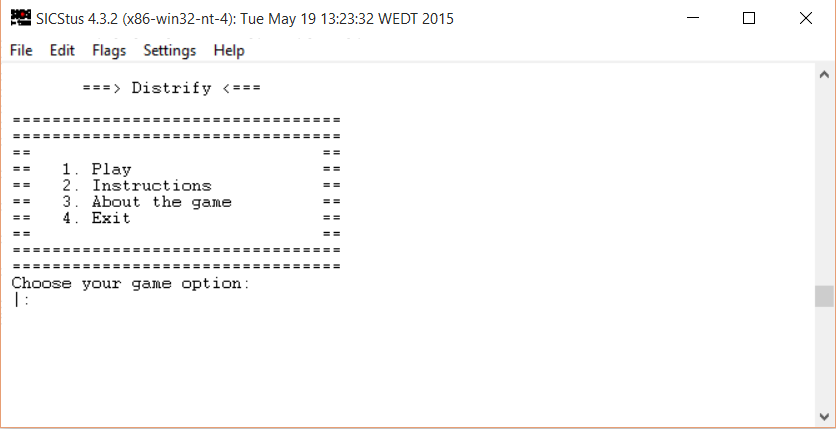 SICStus 4.3.2 (x86-win32-nt-4): Tue May 19 13:23:32 WEDT 2015
File Edit Flags Settings Help
===> Distrify <===
=================================
=================================
== ==
== 1. Play ==
== 2. Instructions ==
== 3. About the game ==
== 4. Exit ==
== ==
=================================
=================================
Choose your game option:
|: